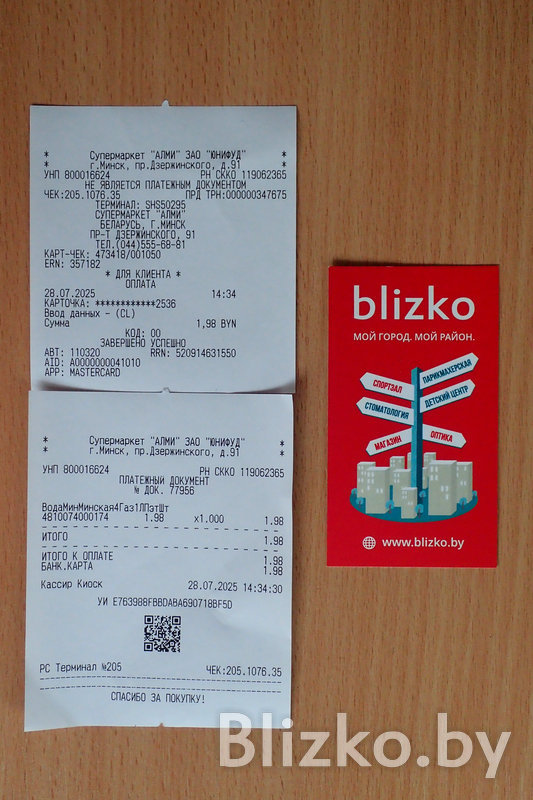 * Супермаркет "АЛМИ" ЗАО "ЮНИФУД" *
* г.Минск, пр.Дзержинского, д.91 *
УНП 800016624 РН СККО 119062365
НЕ ЯВЛЯЕТСЯ ПЛАТЕЖНЫМ ДОКУМЕНТОМ
ЧЕК:205.1076.35 ПРД ТРН:000000347675
ТЕРМИНАЛ: SHS50295
СУПЕРМАРКЕТ "АЛМИ"
БЕЛАРУСЬ, Г.МИНСК
ПР-Т ДЗЕРЖИНСКОГО, 91
ТЕЛ.(044)555-68-81
КАРТ-ЧЕК: 473418/001050
ERN: 357182
* ДЛЯ КЛИЕНТА *
ОПЛАТА
28.07.2025 14:34
КАРТОЧКА: ************2536
Ввод данных - (CL)
Сумма 1,98 BYN
КОД: 00
ЗАВЕРШЕНО УСПЕШНО
АВТ: 110320 RRN: 520914631550
AID: A0000000041010
APP: MASTERCARD
* Супермаркет "АЛМИ" ЗАО "ЮНИФУД" *
* г.Минск, пр.Дзержинского, д.91 *
УНП 800016624 РН СККО 119062365
ПЛАТЕЖНЫЙ ДОКУМЕНТ
№ ДОК. 77956
ВодаМинМинская4Газ1ЛПэтШт
4810074000174 1.98 x1.000 1.98
ИТОГО 1.98
ИТОГО К ОПЛАТЕ 1.98
БАНК.КАРТА 1.98
Кассир Киоск 28.07.2025 14:34:30
УИ E763988FBBDABA690718BF5D
РС Терминал №205 ЧЕК:205.1076.35
СПАСИБО ЗА ПОКУПКУ!
blizko
МОЙ ГОРОД. МОЙ РАЙОН.
ПАРИКМАХЕРСКАЯ
СПОРТЗАЛ
ДЕТСКИЙ ЦЕНТР
СТОМАТОЛОГИЯ
МАГАЗИН
ОПТИКА
www.blizko.by
Blizko.by